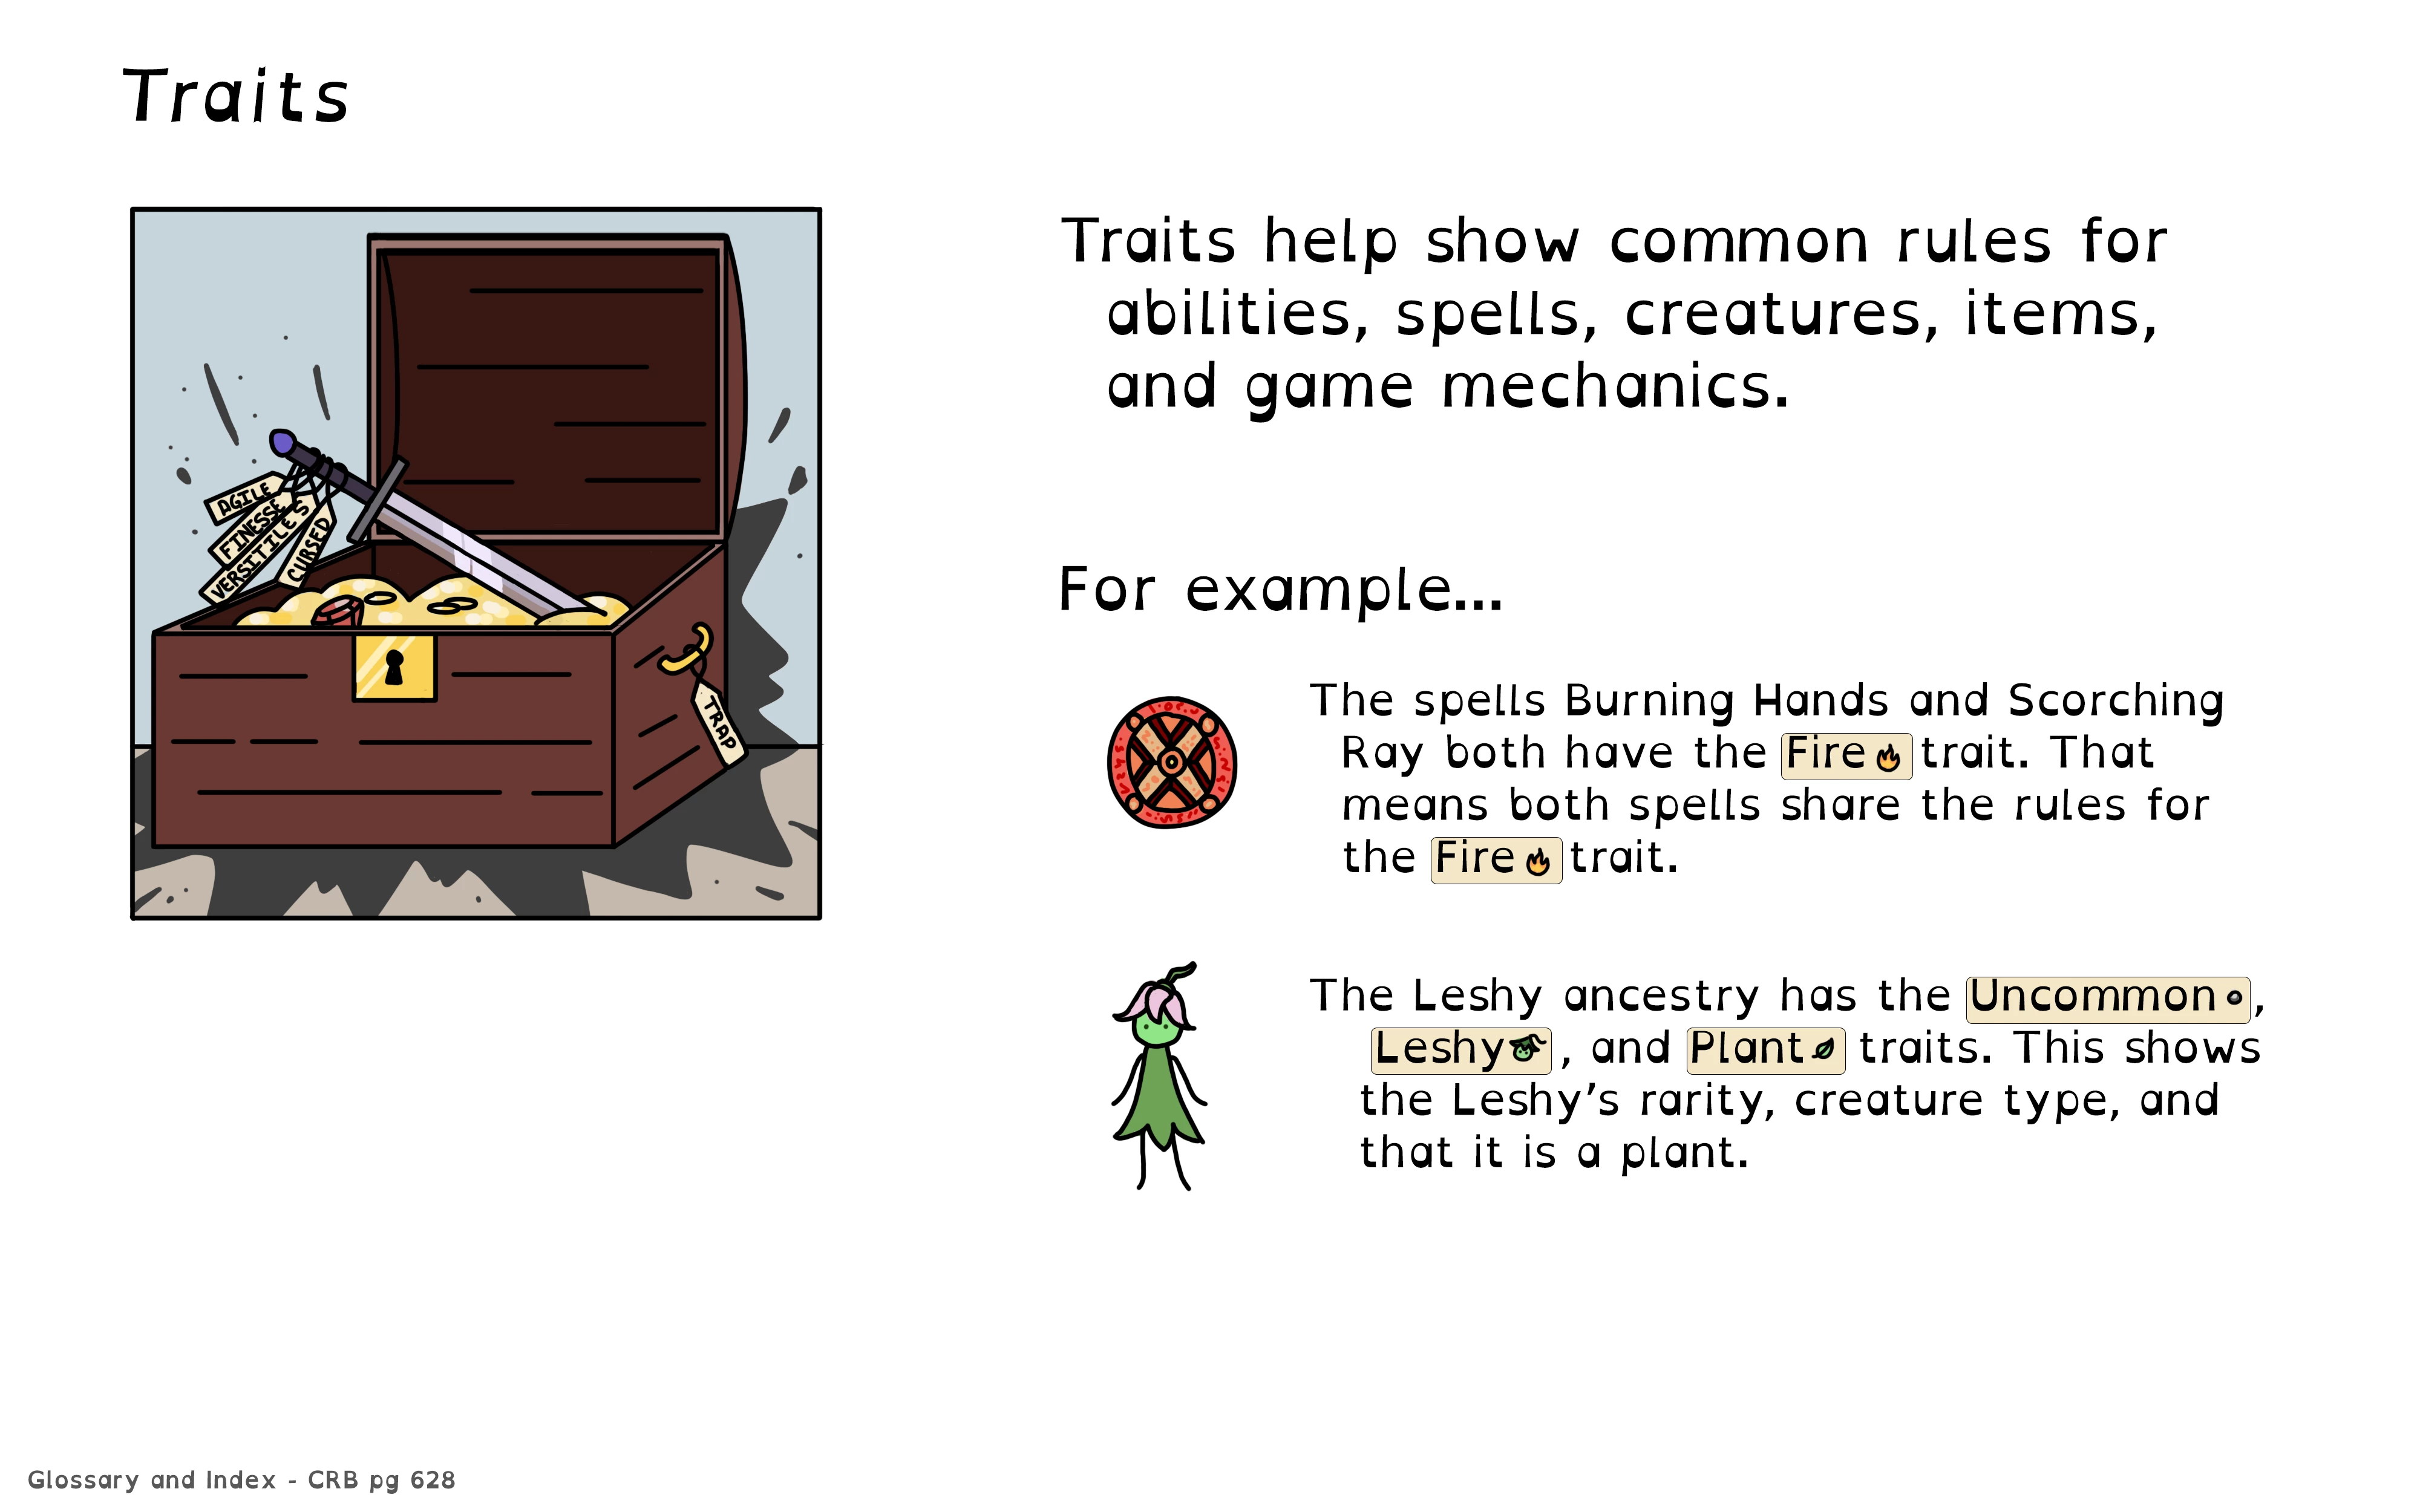 Traits
AGILE
FINESSE
VERSITILE S
CURSED
TRAP
Traits help show common rules for
abilities, spells, creatures, items,
and game mechanics.
For example...
The spells Burning Hands and Scorching
Ray both have the Fire trait. That
means both spells share the rules for
the Fire trait.
The Leshy ancestry has the Uncommon,
Leshy, and Plant traits. This shows
the Leshy’s rarity, creature type, and
that it is a plant.
Glossary and Index - CRB pg 628